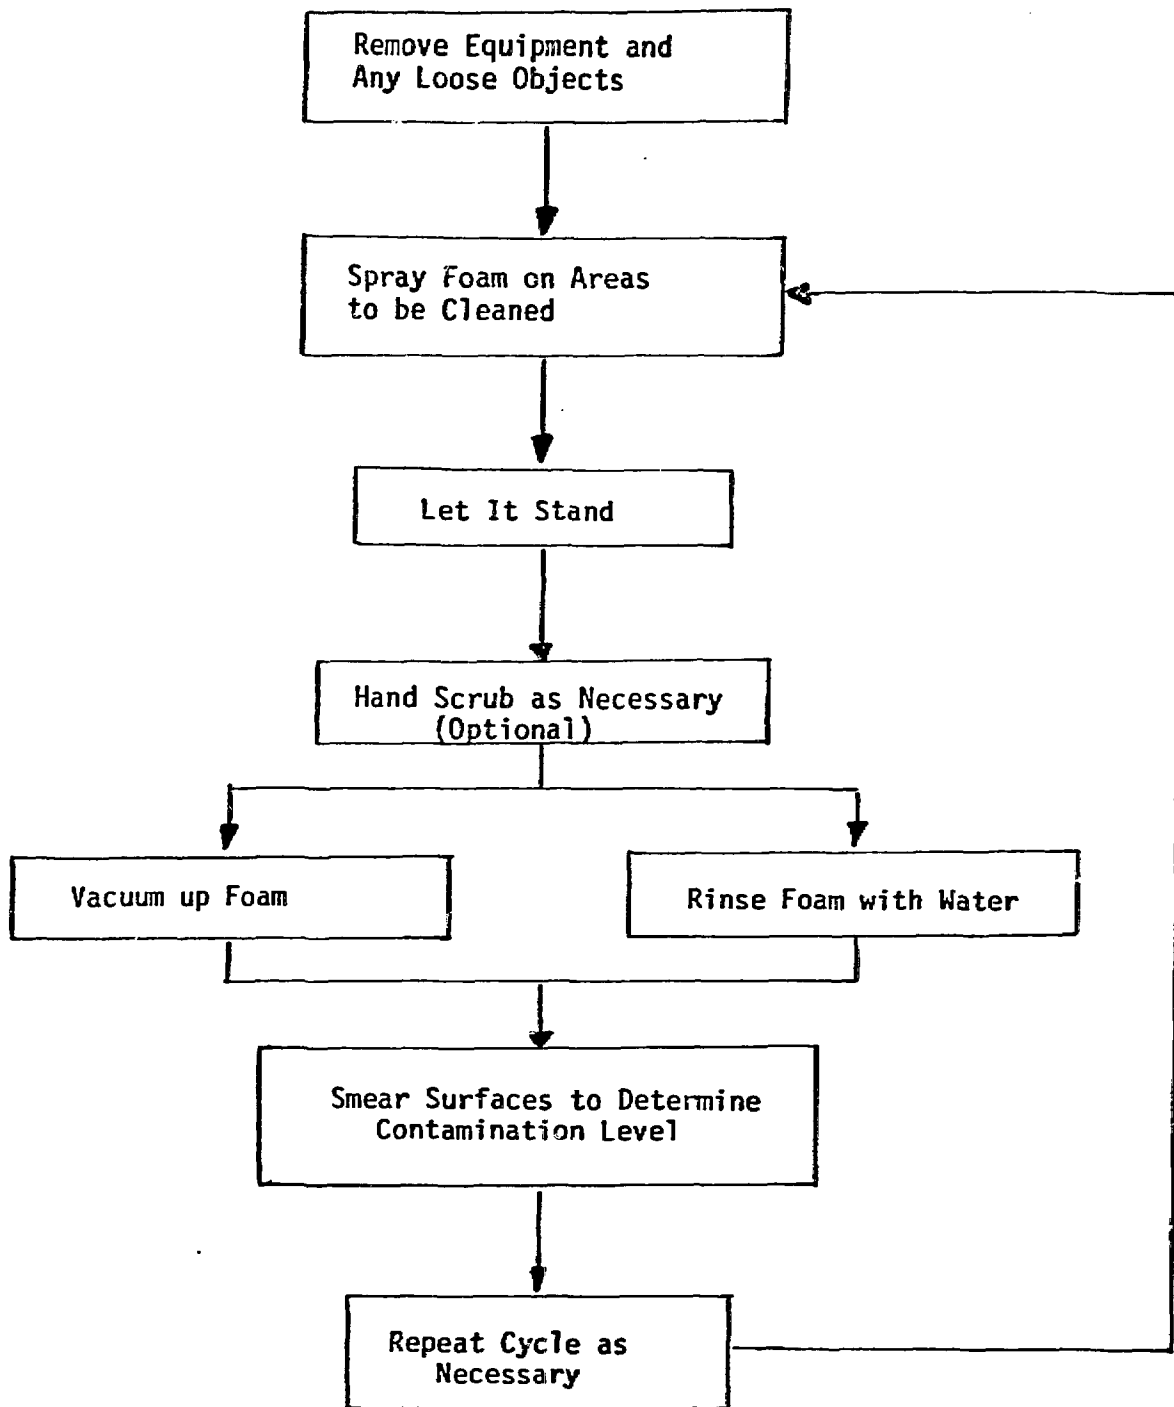 Remove Equipment and
Any Loose Objects
Spray Foam on Areas
to be Cleaned
Let It Stand
Hand Scrub as Necessary
(Optional)
Vacuum up Foam
Rinse Foam with Water
Smear Surfaces to Determine
Contamination Level
Repeat Cycle as
Necessary